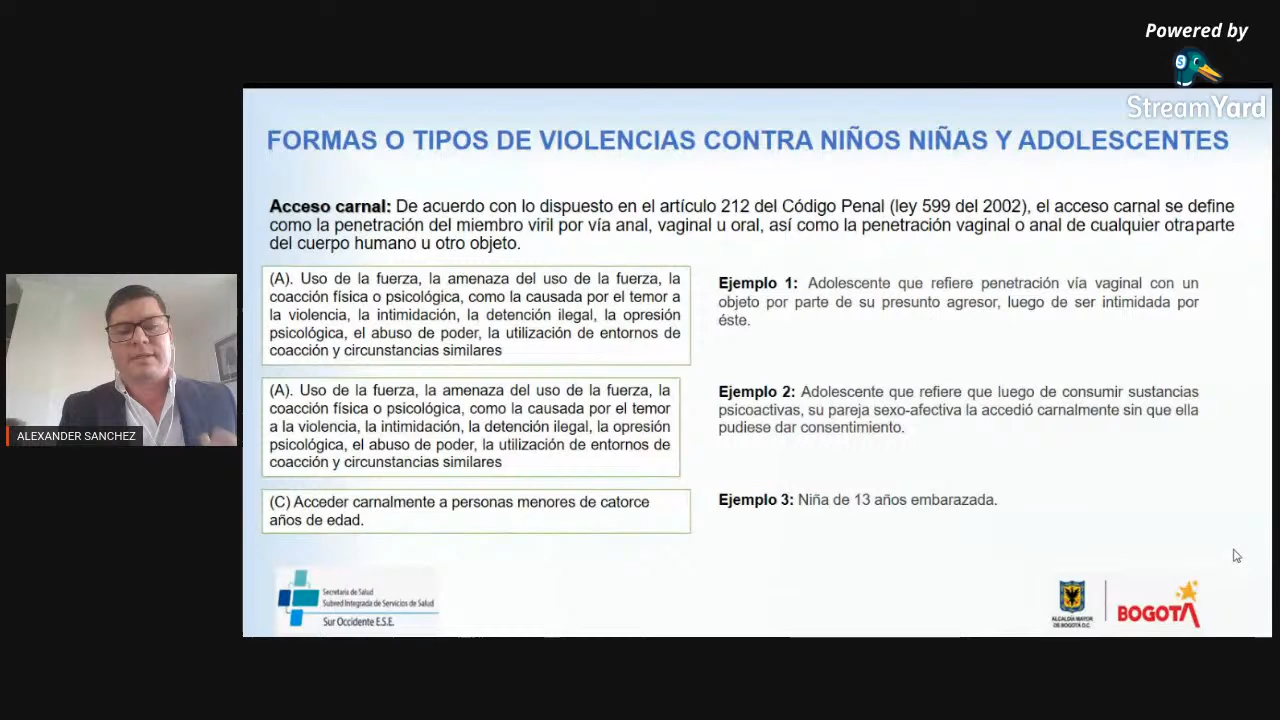 Powered by
StreamYard
FORMAS O TIPOS DE VIOLENCIAS CONTRA NIÑOS NIÑAS Y ADOLESCENTES
Acceso carnal: De acuerdo con lo dispuesto en el artículo 212 del Código Penal (ley 599 del 2002), el acceso carnal se define
como la penetración del miembro viril por vía anal, vaginal u oral, así como la penetración vaginal o anal de cualquier otra parte
del cuerpo humano u otro objeto.
(A). Uso de la fuerza, la amenaza del uso de la fuerza, la
coacción física o psicológica, como la causada por el temor a
la violencia, la intimidación, la detención ilegal, la opresión
psicológica, el abuso de poder, la utilización de entornos de
coacción y circunstancias similares
Ejemplo 1: Adolescente que refiere penetración vía vaginal con un
objeto por parte de su presunto agresor, luego de ser intimidada por
éste.
(A). Uso de la fuerza, la amenaza del uso de la fuerza, la
coacción física o psicológica, como la causada por el temor
a la violencia, la intimidación, la detención ilegal, la opresión
psicológica, el abuso de poder, la utilización de entornos de
coacción y circunstancias similares
Ejemplo 2: Adolescente que refiere que luego de consumir sustancias
psicoactivas, su pareja sexo-afectiva la accedió carnalmente sin que ella
pudiese dar consentimiento.
(C) Acceder carnalmente a personas menores de catorce
años de edad.
Ejemplo 3: Niña de 13 años embarazada.
ALEXANDER SANCHEZ
Secretaría de Salud
Subred Integrada de Servicios de Salud
Sur Occidente E.S.E.
ALCALDÍA MAYOR
DE BOGOTÁ D.C.
BOGOTÁ